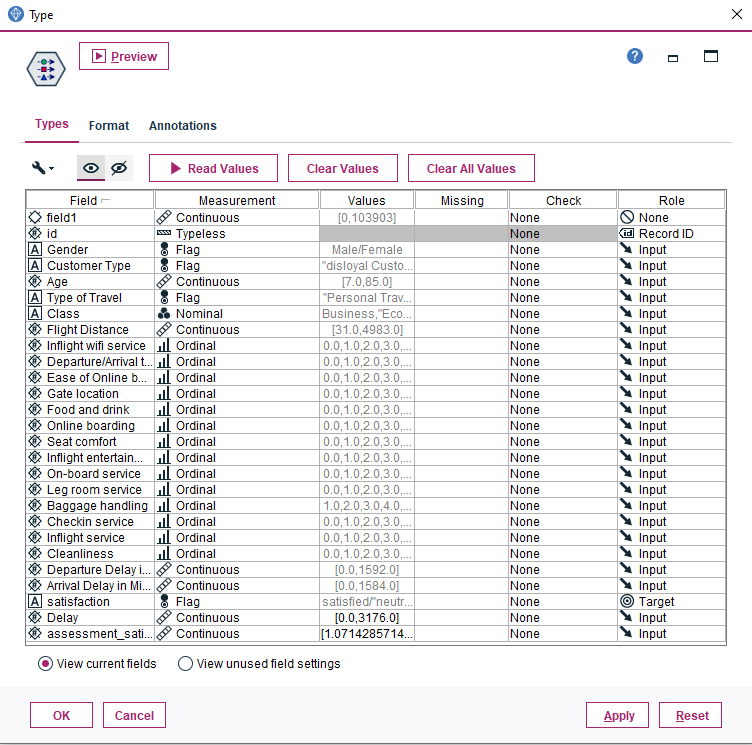 Type
Preview
Types Format Annotations
Read Values Clear Values Clear All Values
Field Measurement Values Missing Check Role
field1 Continuous [0,103903] None None
id Typeless None Record ID
Gender Flag Male/Female None Input
Customer Type Flag "disloyal Custo... None Input
Age Continuous [7.0,85.0] None Input
Type of Travel Flag "Personal Trav... None Input
Class Nominal Business,"Eco... None Input
Flight Distance Continuous [31.0,4983.0] None Input
Inflight wifi service Ordinal 0.0,1.0,2.0,3.0,... None Input
Departure/Arrival t... Ordinal 0.0,1.0,2.0,3.0,... None Input
Ease of Online b... Ordinal 0.0,1.0,2.0,3.0,... None Input
Gate location Ordinal 0.0,1.0,2.0,3.0,... None Input
Food and drink Ordinal 0.0,1.0,2.0,3.0,... None Input
Online boarding Ordinal 0.0,1.0,2.0,3.0,... None Input
Seat comfort Ordinal 0.0,1.0,2.0,3.0,... None Input
Inflight entertain... Ordinal 0.0,1.0,2.0,3.0,... None Input
On-board service Ordinal 0.0,1.0,2.0,3.0,... None Input
Leg room service Ordinal 0.0,1.0,2.0,3.0,... None Input
Baggage handling Ordinal 1.0,2.0,3.0,4.0,... None Input
Checkin service Ordinal 0.0,1.0,2.0,3.0,... None Input
Inflight service Ordinal 0.0,1.0,2.0,3.0,... None Input
Cleanliness Ordinal 0.0,1.0,2.0,3.0,... None Input
Departure Delay i... Continuous [0.0,1592.0] None Input
Arrival Delay in Mi... Continuous [0.0,1584.0] None Input
satisfaction Flag satisfied/"neutr... None Target
Delay Continuous [0.0,3176.0] None Input
assessment_sati... Continuous [1.0714285714... None Input
View current fields View unused field settings
OK Cancel Apply Reset